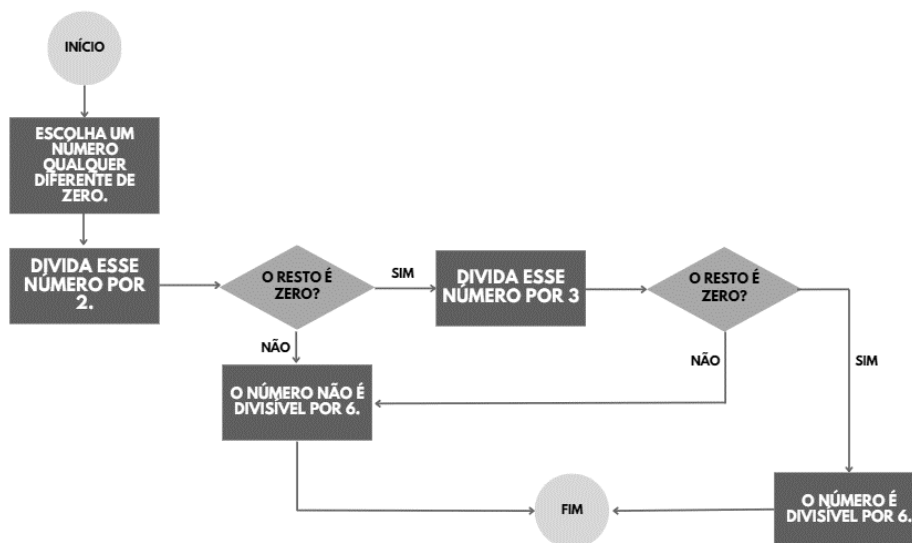 INÍCIO
ESCOLHA UM
NÚMERO
QUALQUER
DIFERENTE DE
ZERO.
DIVIDA ESSE
NÚMERO POR
2.
O RESTO É
ZERO?
SIM
DIVIDA ESSE
NÚMERO POR 3
O RESTO É
ZERO?
NÃO
NÃO
SIM
O NÚMERO NÃO É
DIVISÍVEL POR 6.
O NÚMERO É
DIVISÍVEL POR 6.
FIM